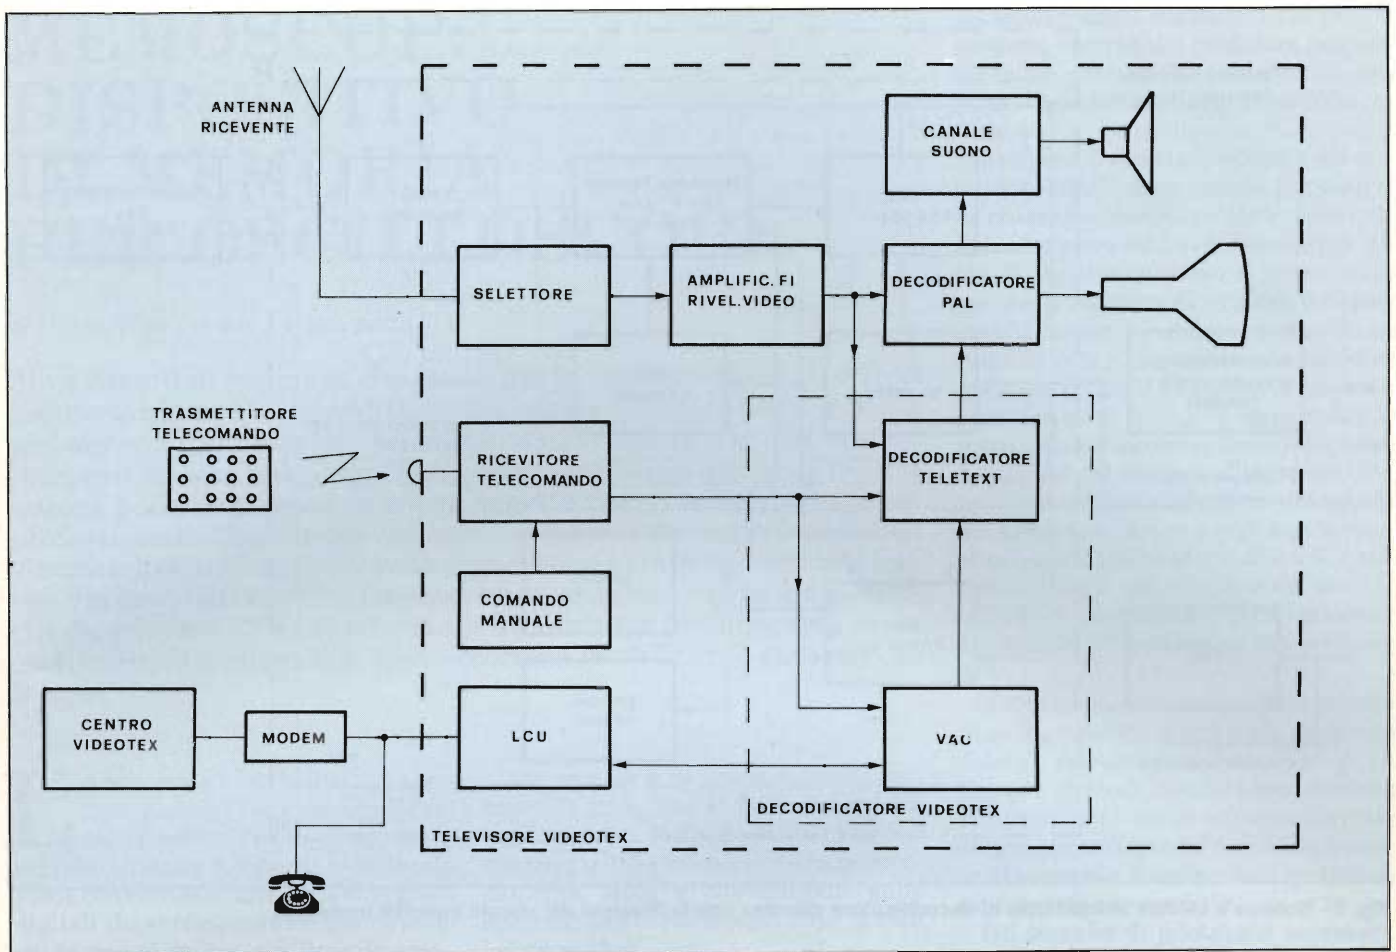 ANTENNA
RICEVENTE
CANALE
SUONO
SELETTORE
AMPLIFIC. FI
RIVEL. VIDEO
DECODIFICATORE
PAL
TRASMETTITORE
TELECOMANDO
RICEVITORE
TELECOMANDO
DECODIFICATORE
TELETEXT
COMANDO
MANUALE
CENTRO
VIDEOTEX
MODEM
LCU
VAC
DECODIFICATORE VIDEOTEX
TELEVISORE VIDEOTEX